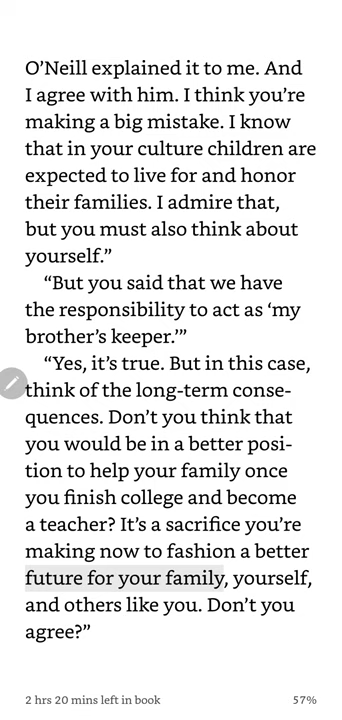 O’Neill explained it to me. And
I agree with him. I think you’re
making a big mistake. I know
that in your culture children are
expected to live for and honor
their families. I admire that,
but you must also think about
yourself.”
“But you said that we have
the responsibility to act as ‘my
brother’s keeper.’”
“Yes, it’s true. But in this case,
think of the long-term conse-
quences. Don’t you think that
you would be in a better posi-
tion to help your family once
you finish college and become
a teacher? It’s a sacrifice you’re
making now to fashion a better
future for your family, yourself,
and others like you. Don’t you
agree?”
2 hrs 20 mins left in book 57%